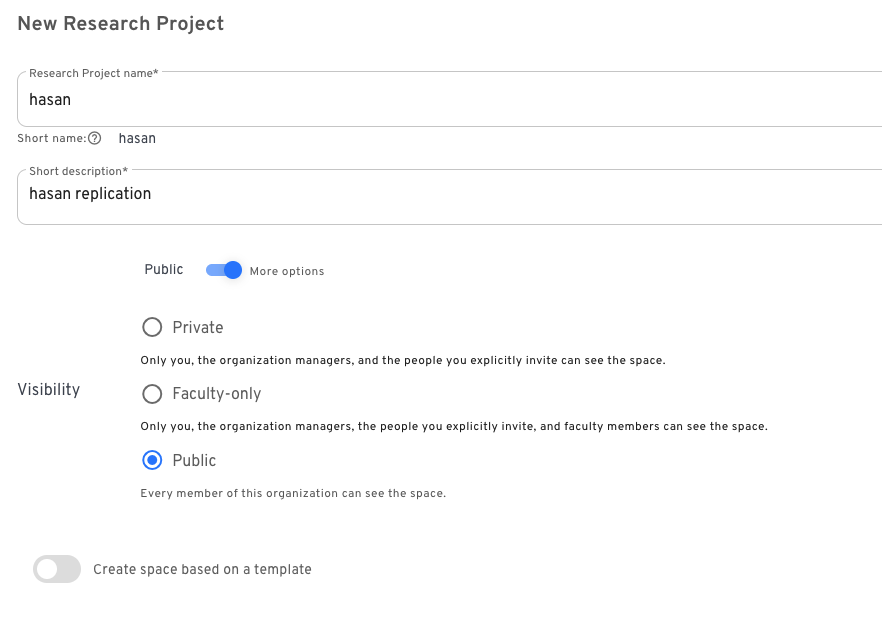 New Research Project
Research Project name*
hasan
Short name: hasan
Short description*
hasan replication
Public More options
Private
Only you, the organization managers, and the people you explicitly invite can see the space.
Visibility
Faculty-only
Only you, the organization managers, the people you explicitly invite, and faculty members can see the space.
Public
Every member of this organization can see the space.
Create space based on a template